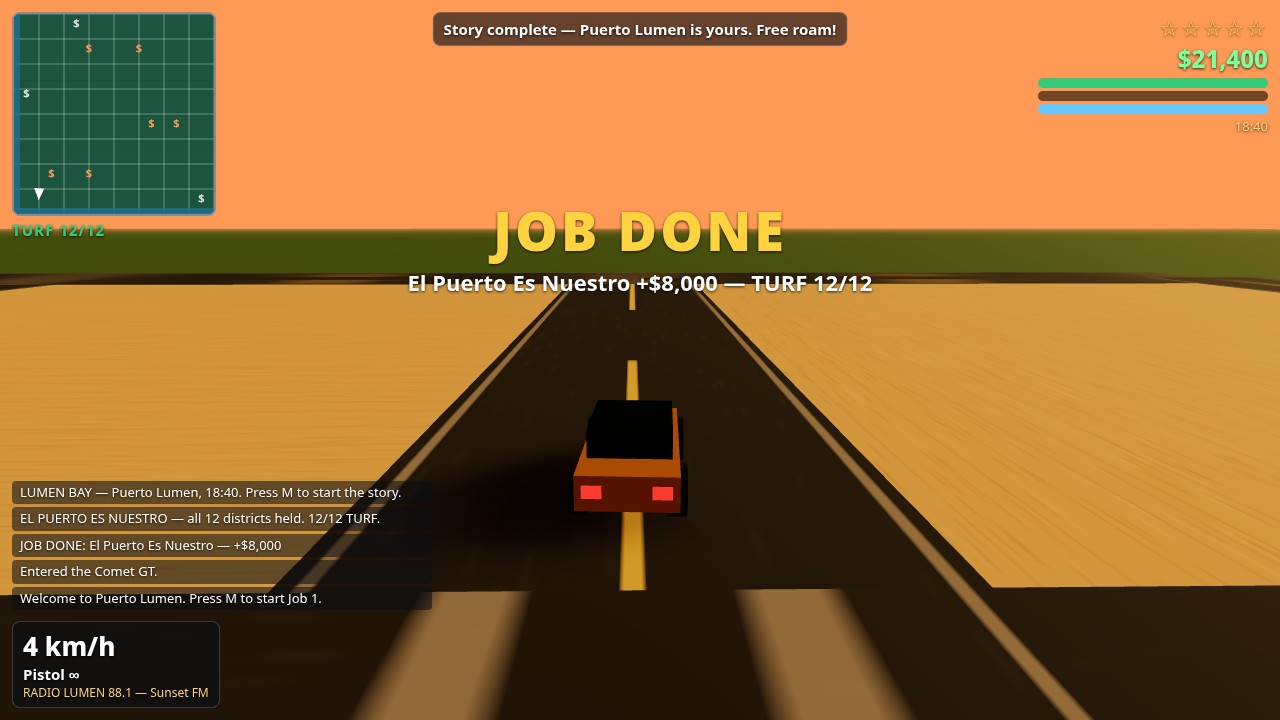 Story complete — Puerto Lumen is yours. Free roam!
☆☆☆☆☆
$21,400
18:40
$
$ $
$
$ $
$ $
$
TURF 12/12
JOB DONE
El Puerto Es Nuestro +$8,000 — TURF 12/12
LUMEN BAY — Puerto Lumen, 18:40. Press M to start the story.
EL PUERTO ES NUESTRO — all 12 districts held. 12/12 TURF.
JOB DONE: El Puerto Es Nuestro — +$8,000
Entered the Comet GT.
Welcome to Puerto Lumen. Press M to start Job 1.
4 km/h
Pistol ∞
RADIO LUMEN 88.1 — Sunset FM